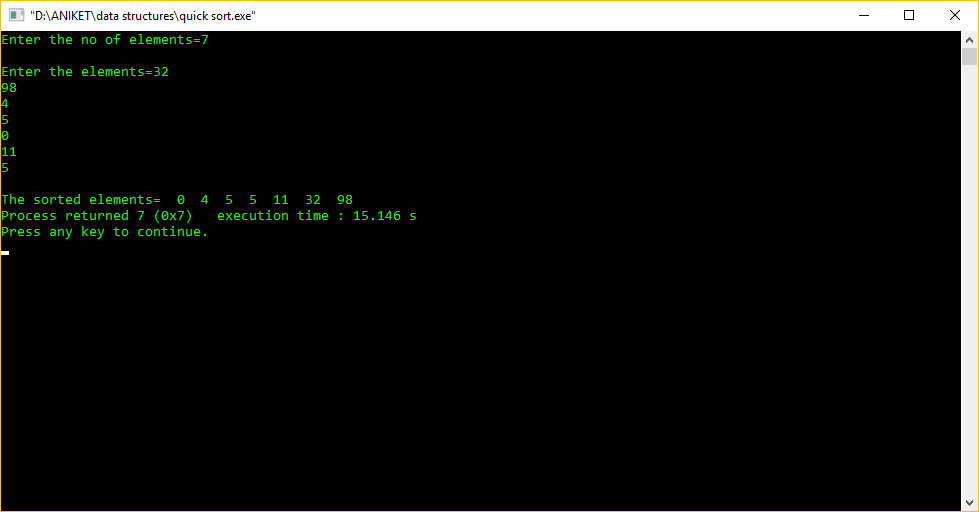 "D:\ANIKET\data structures\quick sort.exe"
Enter the no of elements=7
Enter the elements=32
98
4
5
0
11
5
The sorted elements=  0  4  5  5  11  32  98
Process returned 7 (0x7)   execution time : 15.146 s
Press any key to continue.